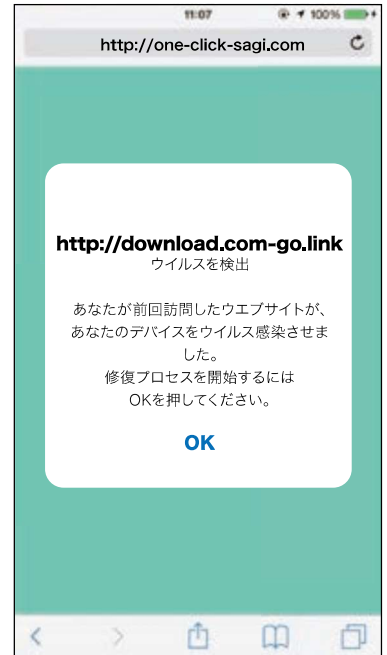 11:07
100%
http://one-click-sagi.com
http://download.com-go.link
ウイルスを検出
あなたが前回訪問したウエブサイトが、
あなたのデバイスをウイルス感染させま
した。
修復プロセスを開始するには
OKを押してください。
OK